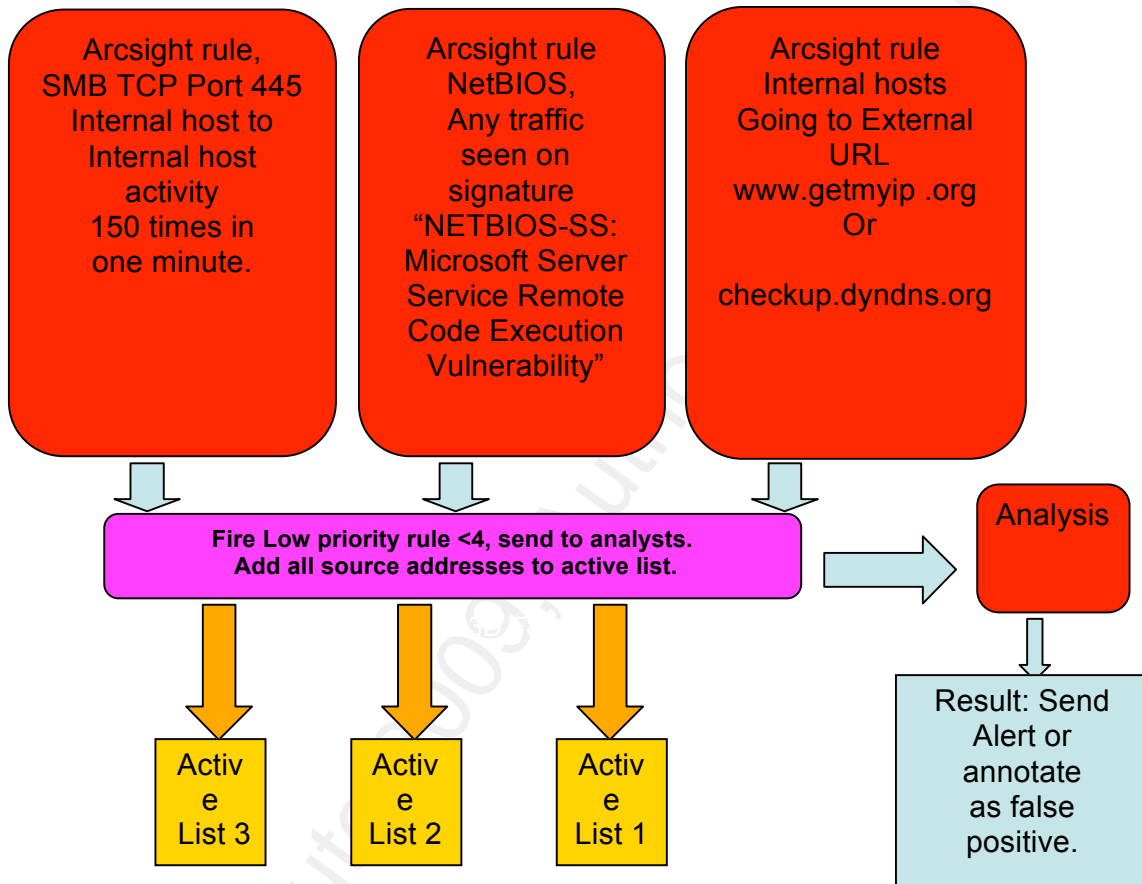 Arcsight rule,
SMB TCP Port 445
Internal host to
Internal host
activity
150 times in
one minute.
Arcsight rule
NetBIOS,
Any traffic
seen on
signature
“NETBIOS-SS:
Microsoft Server
Service Remote
Code Execution
Vulnerability”
Arcsight rule
Internal hosts
Going to External
URL
www.getmyip .org
Or
checkup.dyndns.org
Fire Low priority rule <4, send to analysts.
Add all source addresses to active list.
Analysis
Activ
e
List 3
Activ
e
List 2
Activ
e
List 1
Result: Send
Alert or
annotate
as false
positive.